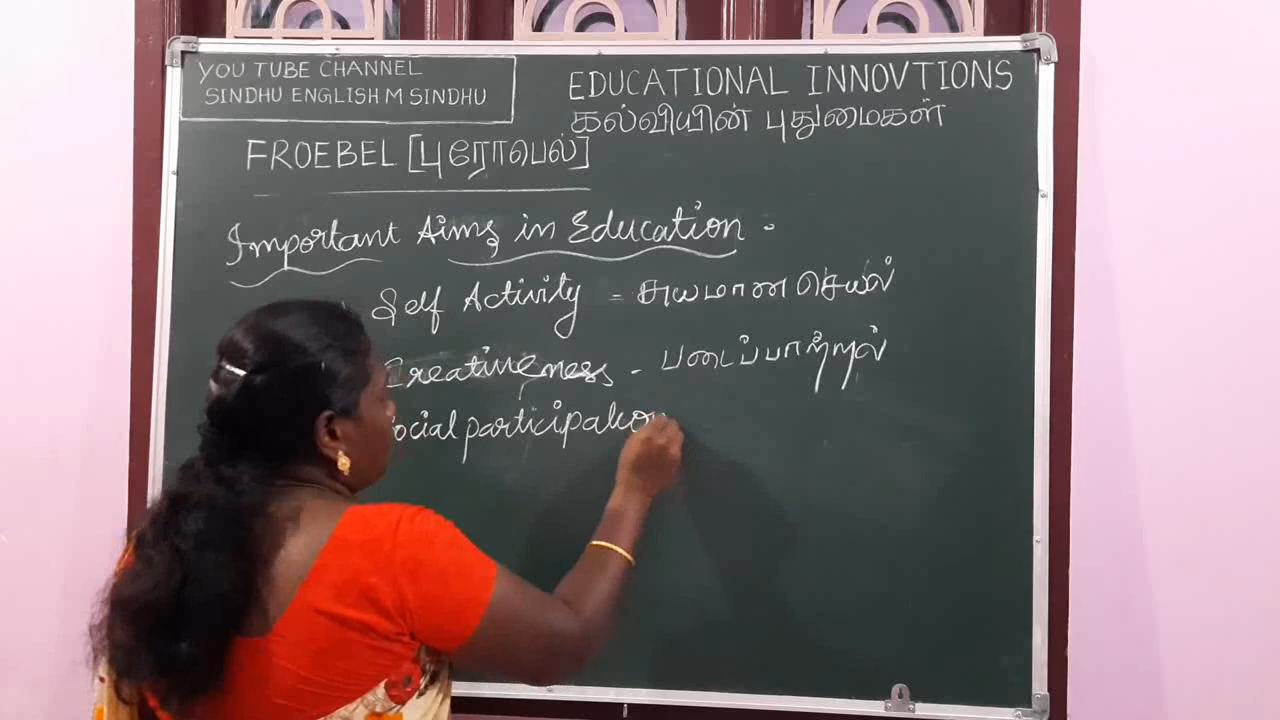 YOU TUBE CHANNEL
SINDHU ENGLISH M SINDHU
EDUCATIONAL INNOVTIONS
கல்வியின் புதுமைகள்
FROEBEL [புரோபெல்]
Important Aims in Education -
Self Activity = சுயமான செயல்
Creativeness - படைப்பாற்றல்
ocial participation